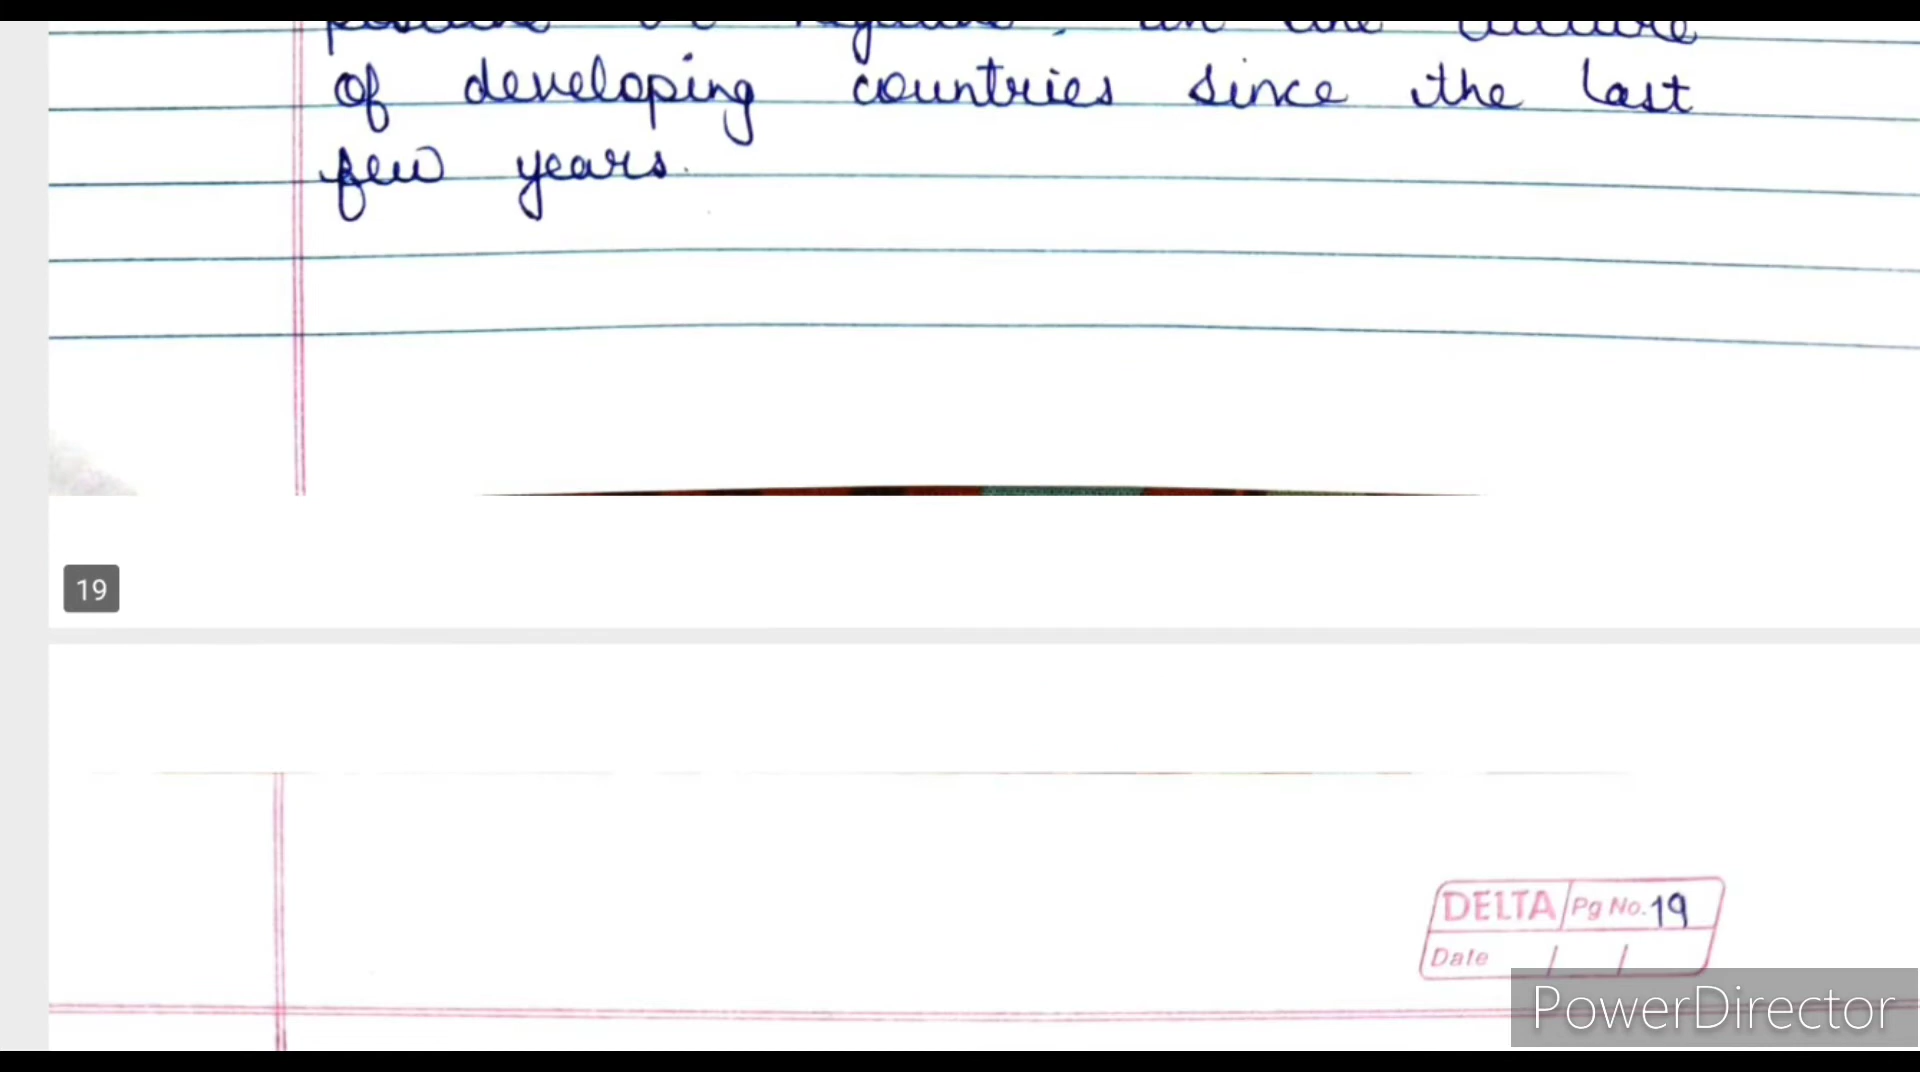 of developing countries since the last
few years.
19
DELTA Pg No. 19
Date / /
PowerDirector